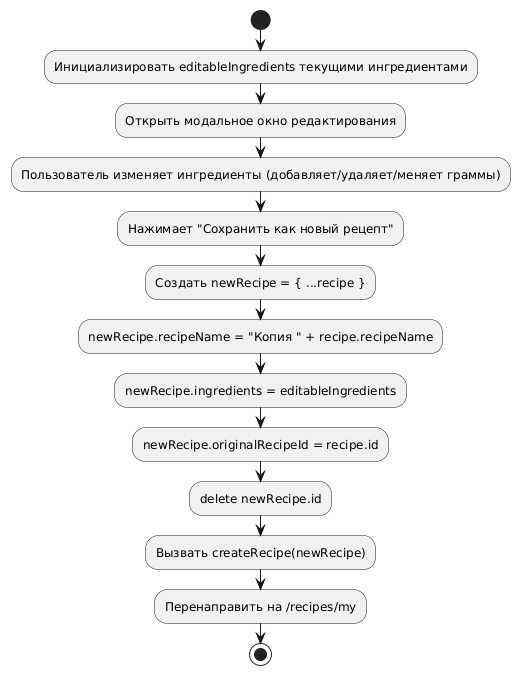 Инициализировать editableIngredients текущими ингредиентами
Открыть модальное окно редактирования
Пользователь изменяет ингредиенты (добавляет/удаляет/меняет граммы)
Нажимает "Сохранить как новый рецепт"
Создать newRecipe = { ...recipe }
newRecipe.recipeName = "Копия " + recipe.recipeName
newRecipe.ingredients = editableIngredients
newRecipe.originalRecipeId = recipe.id
delete newRecipe.id
Вызвать createRecipe(newRecipe)
Перенаправить на /recipes/my